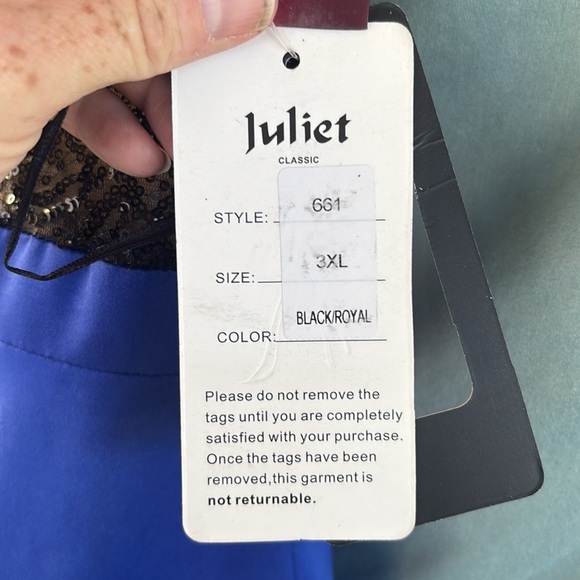 Juliet
CLASSIC
STYLE: 661
SIZE: 3XL
COLOR: BLACK/ROYAL
Please do not remove the
tags until you are completely
satisfied with your purchase.
Once the tags have been
removed,this garment is
not returnable.